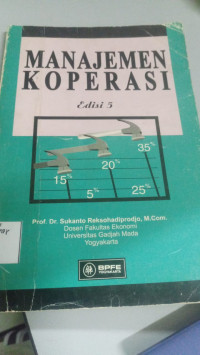 MANAJEMEN
KOPERASI
Edisi 5
35%
20%
15%
25%
5%
Prof. Dr. Sukanto Reksohadiprodjo, M.Com.
Dosen Fakultas Ekonomi
Universitas Gadjah Mada
Yogyakarta
BPFE
YOGYAKARTA